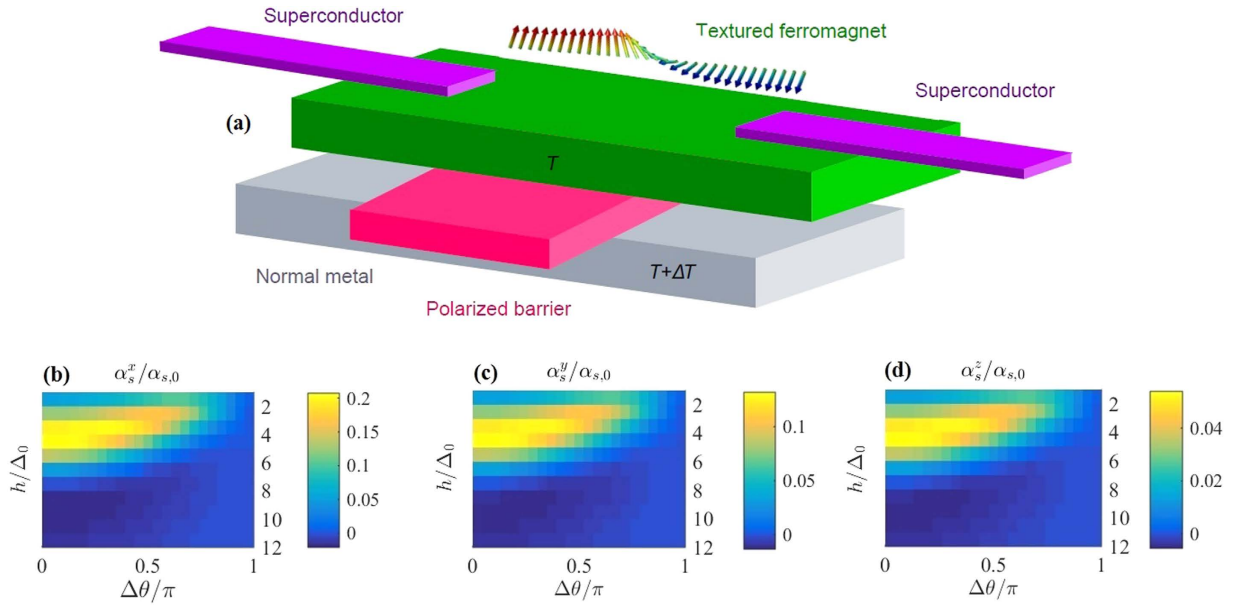 Superconductor
Textured ferromagnet
Superconductor
(a)
T
Normal metal
T+ΔT
Polarized barrier
(b)
α_s^x/α_{s,0}
2
4
6
8
10
12
h/Δ_0
0
0.5
1
Δθ/π
0.2
0.15
0.1
0.05
0
(c)
α_s^y/α_{s,0}
2
4
6
8
10
12
h/Δ_0
0
0.5
1
Δθ/π
0.1
0.05
0
(d)
α_s^z/α_{s,0}
2
4
6
8
10
12
h/Δ_0
0
0.5
1
Δθ/π
0.04
0.02
0